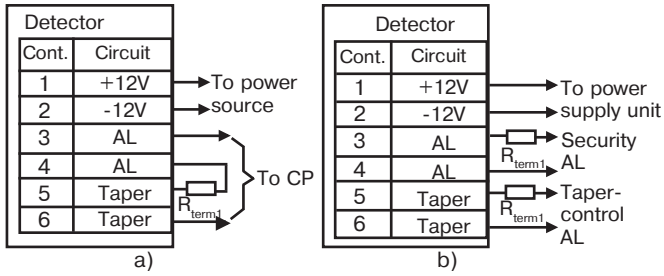 Detector
Cont. Circuit
1 +12V To power
2 -12V source
3 AL
4 AL
To CP
5 Taper
R term1
6 Taper
a)
Detector
Cont. Circuit
1 +12V To power
2 -12V supply unit
3 AL Security
R term1 AL
4 AL
5 Taper Taper-
R term1 control
6 Taper AL
b)